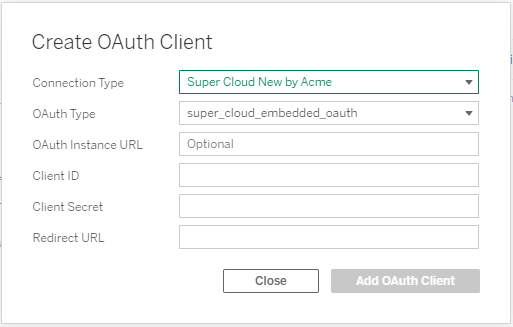 Create OAuth Client
Connection Type Super Cloud New by Acme
OAuth Type super_cloud_embedded_oauth
OAuth Instance URL Optional
Client ID
Client Secret
Redirect URL
Close Add OAuth Client